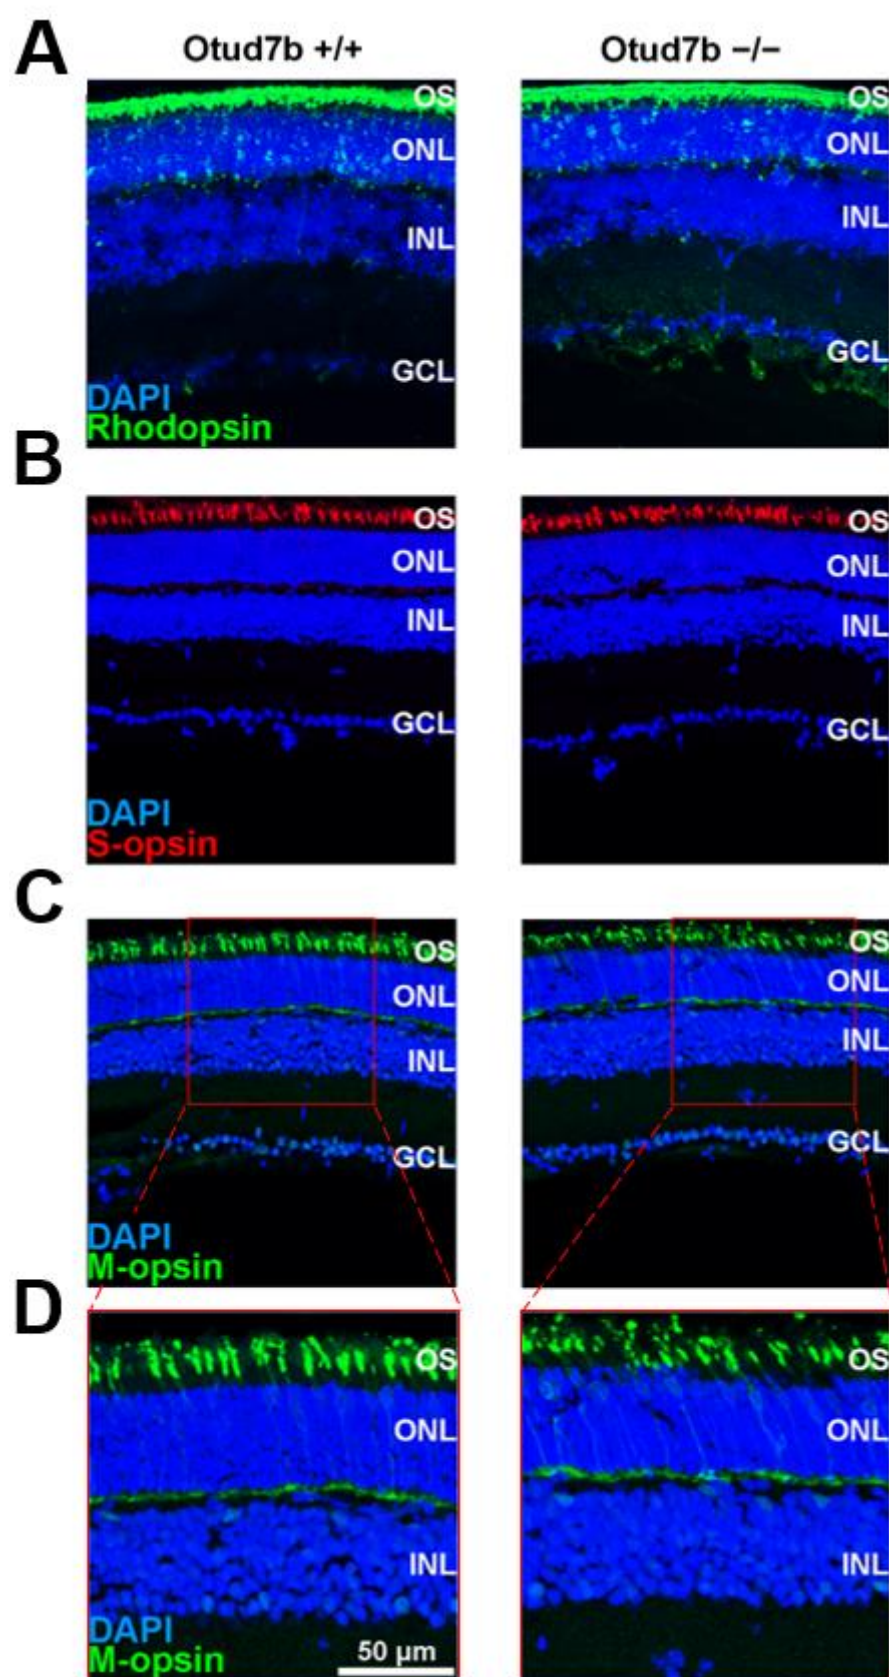 A
Otud7b +/+
Otud7b −/−
OS
ONL
INL
GCL
DAPI
Rhodopsin
OS
ONL
INL
GCL
B
OS
ONL
INL
GCL
DAPI
S-opsin
OS
ONL
INL
GCL
C
OS
ONL
INL
GCL
DAPI
M-opsin
OS
ONL
INL
GCL
D
OS
ONL
INL
DAPI
M-opsin
50 µm
OS
ONL
INL